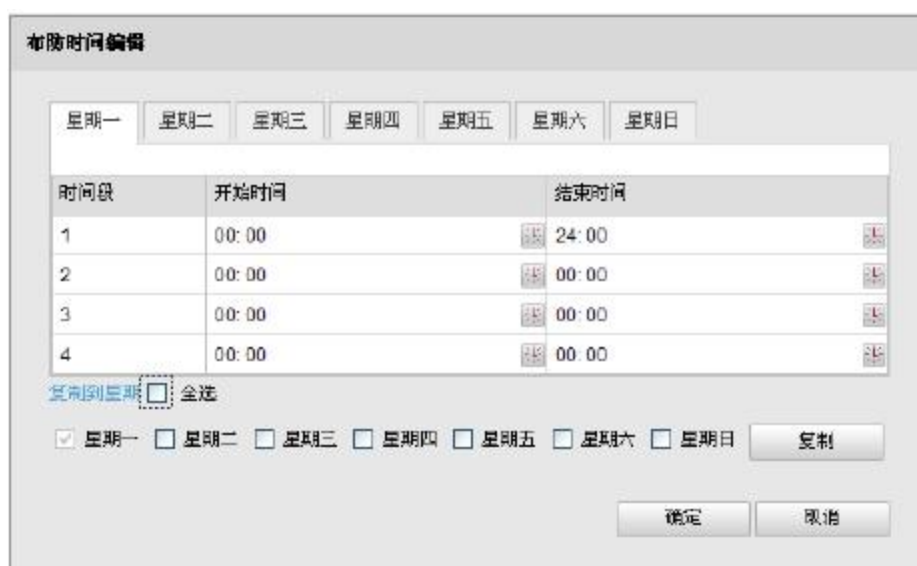 布防时间编辑
星期一 星期二 星期三 星期四 星期五 星期六 星期日
时间段 开始时间 结束时间
1 00:00 24:00
2 00:00 00:00
3 00:00 00:00
4 00:00 00:00
复制到星期 全选
星期一 星期二 星期三 星期四 星期五 星期六 星期日 复制
确定 取消